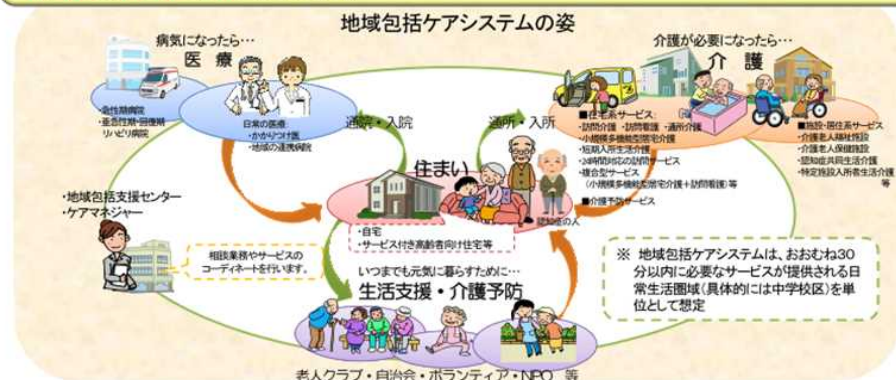 地域包括ケアシステムの姿
病気になったら…
医 療
・急性期病院
・亜急性期・回復期
リハビリ病院
日常の医療
・かかりつけ医
・地域の連携病院
通院・入院
介護が必要になったら…
介 護
通所・入所
■在宅系サービス:
・訪問介護 ・訪問看護 ・通所介護
・小規模多機能型居宅介護
・短期入所生活介護
・24時間対応の訪問サービス
・複合型サービス
(小規模多機能型居宅介護+訪問看護)等
■介護予防サービス
■施設・居住系サービス
・介護老人福祉施設
・介護老人保健施設
・認知症共同生活介護
・特定施設入所者生活介護
等
住まい
認知症の人
・自宅
・サービス付き高齢者向け住宅等
・地域包括支援センター
・ケアマネジャー
相談業務やサービスの
コーディネートを行います。
いつまでも元気に暮らすために…
生活支援・介護予防
老人クラブ・自治会・ボランティア・NPO 等
※ 地域包括ケアシステムは、おおむね30
分以内に必要なサービスが提供される日
常生活圏域(具体的には中学校区)を単
位として想定